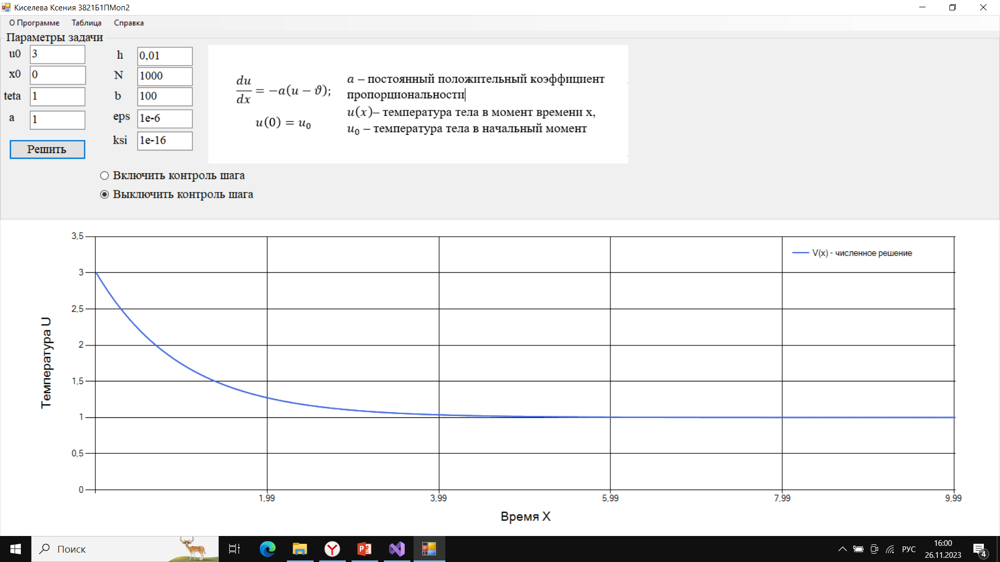 Киселева Ксения 3821Б1ПМоп2
О Программе Таблица Справка
Параметры задачи
u0 3
x0 0
teta 1
a 1
Решить
h 0,01
N 1000
b 100
eps 1e-6
ksi 1e-16
Включить контроль шага
Выключить контроль шага
du/dx = −a(u − ϑ);
u(0) = u₀
a – постоянный положительный коэффициент
пропорциональности
u(x)– температура тела в момент времени x,
u₀ – температура тела в начальный момент
3,5
3
2,5
2
1,5
1
0,5
0
Температура U
V(x) - численное решение
1,99 3,99 5,99 7,99 9,99
Время X
Поиск
РУС
16:00
26.11.2023
4